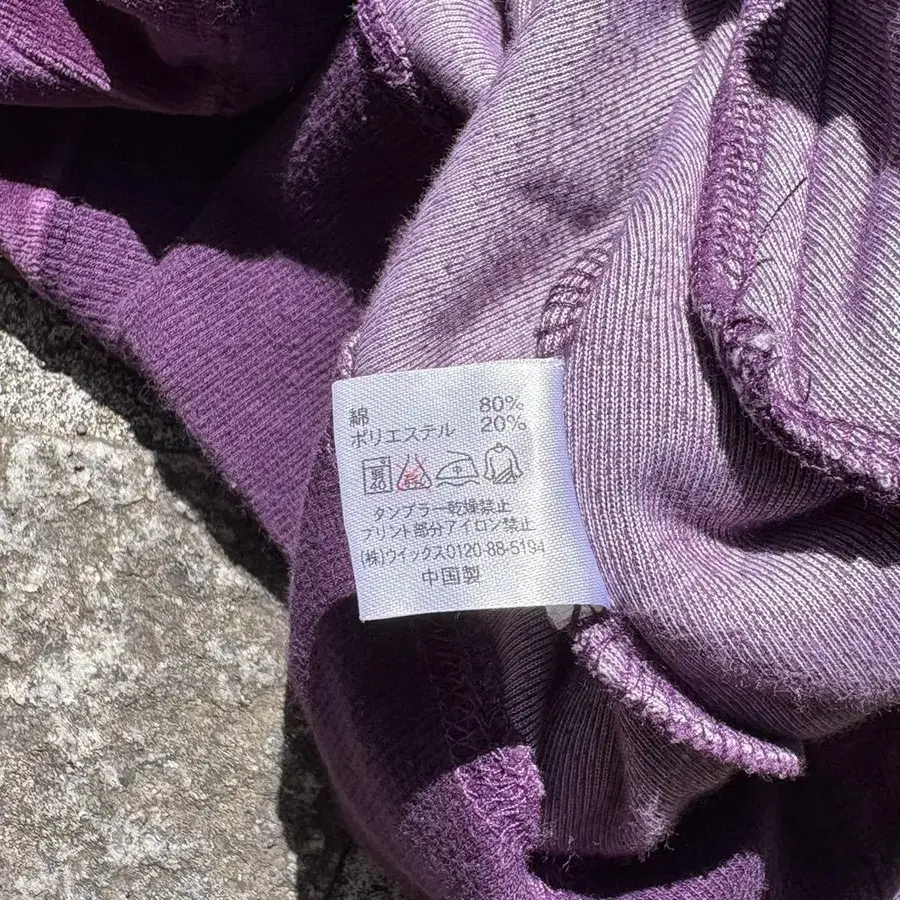 綿 80%
ポリエステル 20%
タンブラー乾燥禁止
プリント部分アイロン禁止
(株)ウイックス0120-88-5194
中国製